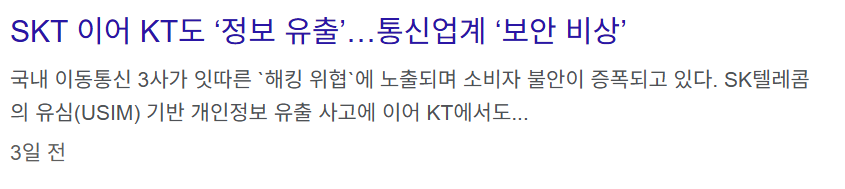 SKT 이어 KT도 ‘정보 유출’…통신업계 ‘보안 비상’
국내 이동통신 3사가 잇따른 `해킹 위협`에 노출되며 소비자 불안이 증폭되고 있다. SK텔레콤
의 유심(USIM) 기반 개인정보 유출 사고에 이어 KT에서도...
3일 전